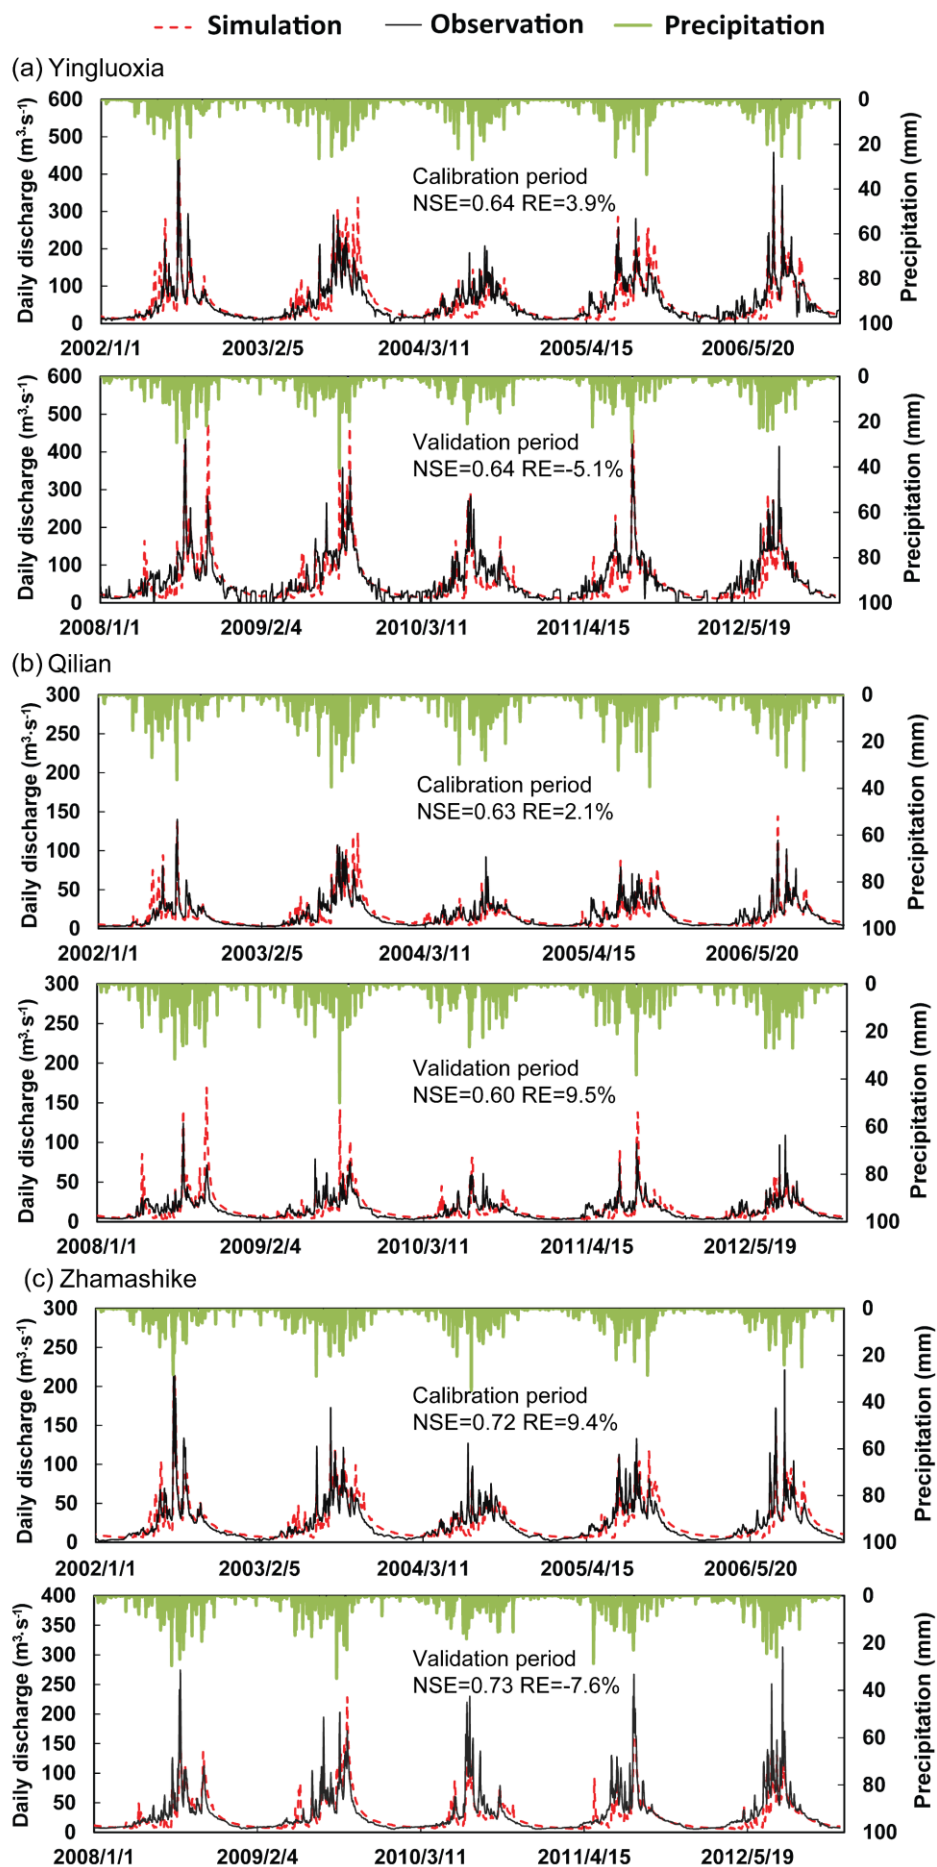 Simulation Observation Precipitation
(a) Yingluoxia
Daily discharge (m³·s⁻¹)
600
500
400
300
200
100
0
Calibration period
NSE=0.64 RE=3.9%
0
20
40
60
80
100
Precipitation (mm)
2002/1/1 2003/2/5 2004/3/11 2005/4/15 2006/5/20
Daily discharge (m³·s⁻¹)
600
500
400
300
200
100
0
Validation period
NSE=0.64 RE=-5.1%
0
20
40
60
80
100
Precipitation (mm)
2008/1/1 2009/2/4 2010/3/11 2011/4/15 2012/5/19
(b) Qilian
Daily discharge (m³·s⁻¹)
300
250
200
150
100
50
0
Calibration period
NSE=0.63 RE=2.1%
0
20
40
60
80
100
Precipitation (mm)
2002/1/1 2003/2/5 2004/3/11 2005/4/15 2006/5/20
Daily discharge (m³·s⁻¹)
300
250
200
150
100
50
0
Validation period
NSE=0.60 RE=9.5%
0
20
40
60
80
100
Precipitation (mm)
2008/1/1 2009/2/4 2010/3/11 2011/4/15 2012/5/19
(c) Zhamashike
Daily discharge (m³·s⁻¹)
300
250
200
150
100
50
0
Calibration period
NSE=0.72 RE=9.4%
0
20
40
60
80
100
Precipitation (mm)
2002/1/1 2003/2/5 2004/3/11 2005/4/15 2006/5/20
Daily discharge (m³·s⁻¹)
400
350
300
250
200
150
100
50
0
Validation period
NSE=0.73 RE=-7.6%
0
20
40
60
80
100
Precipitation (mm)
2008/1/1 2009/2/4 2010/3/11 2011/4/15 2012/5/19